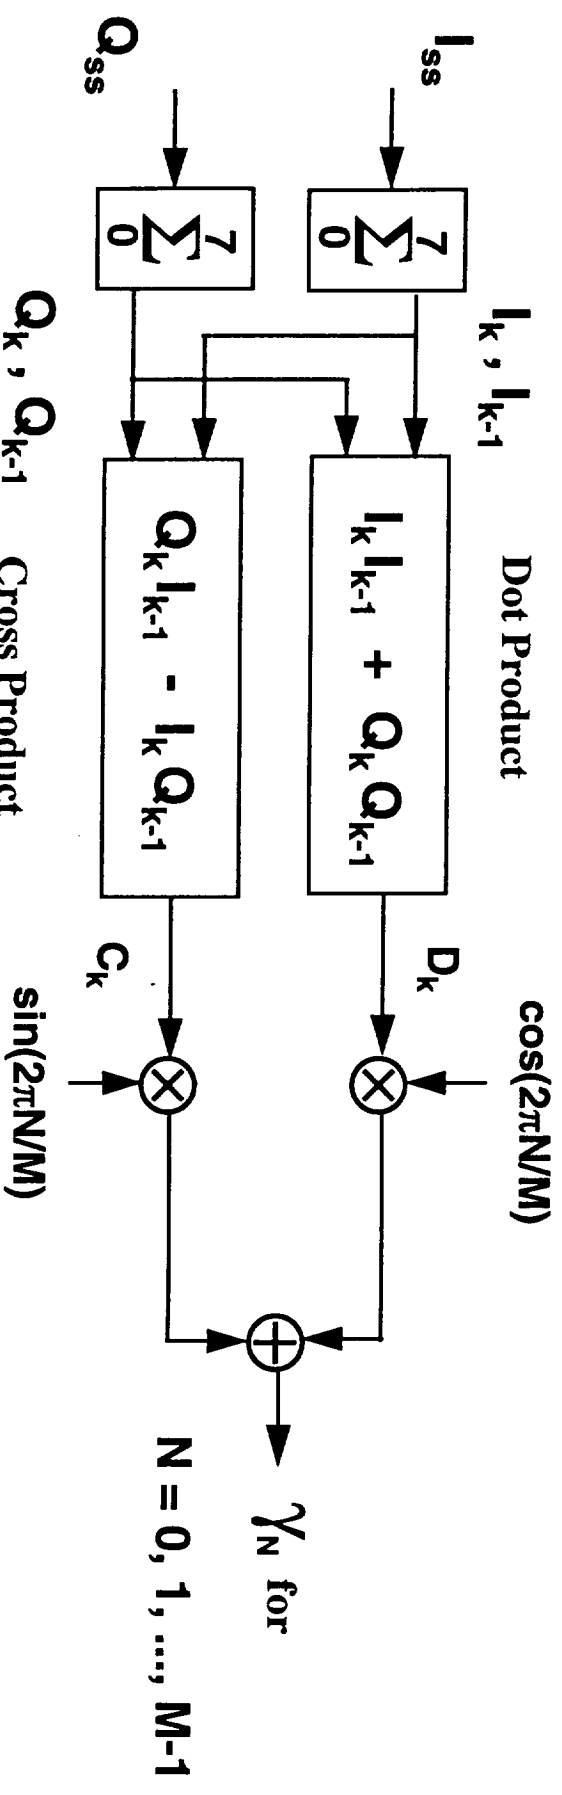 I_ss
7
∑
0
I_k , I_k-1
Dot Product
I_k I_k-1 + Q_k Q_k-1
D_k
cos(2πN/M)
Q_ss
7
∑
0
Q_k , Q_k-1
Cross Product
Q_k I_k-1 - I_k Q_k-1
C_k
sin(2πN/M)
γ_N for
N = 0, 1, ..., M-1